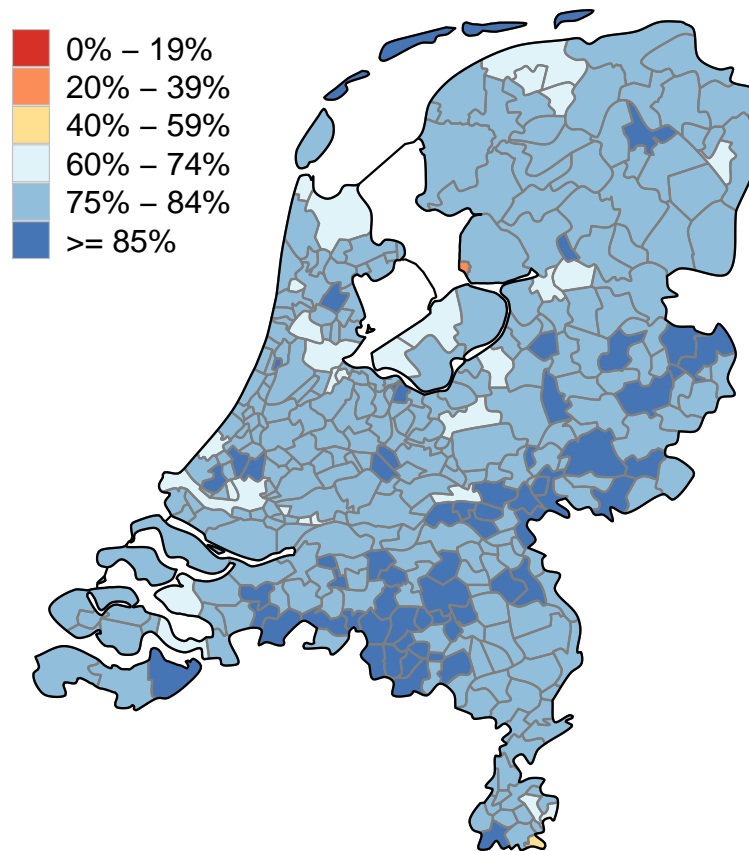 0% – 19%
20% – 39%
40% – 59%
60% – 74%
75% – 84%
>= 85%